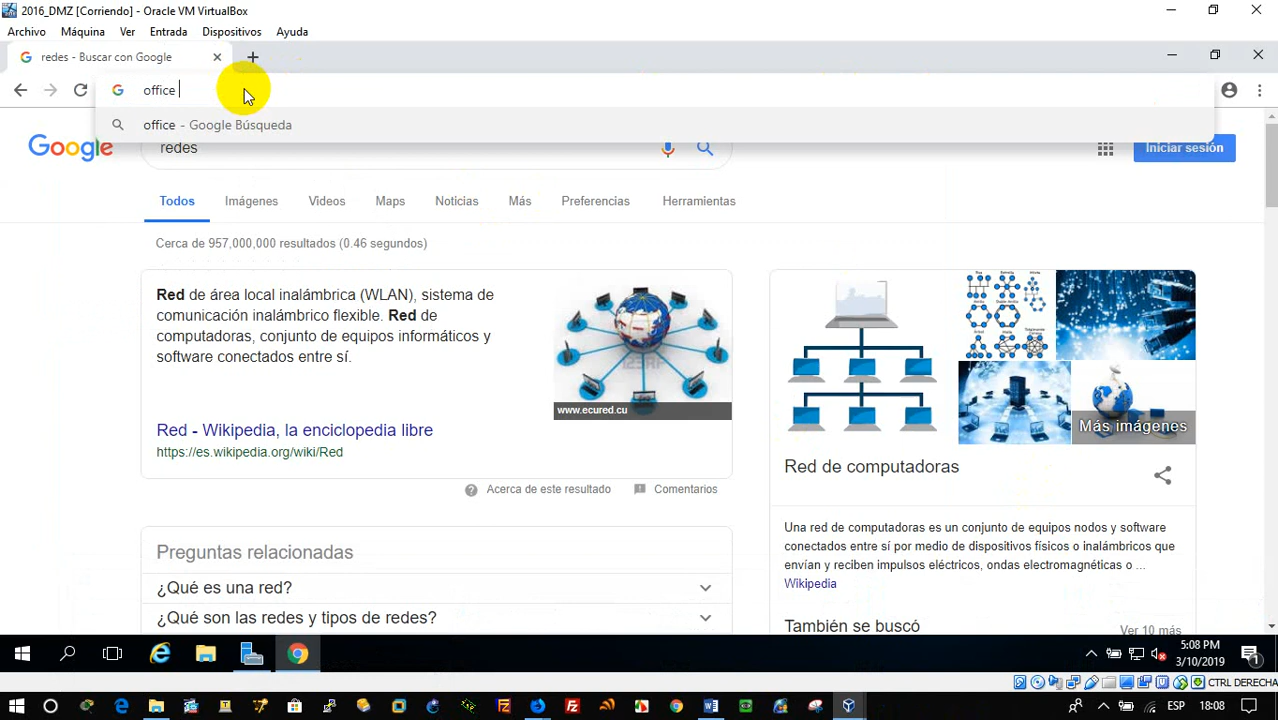 2016_DMZ [Corriendo] - Oracle VM VirtualBox
Archivo Máquina Ver Entrada Dispositivos Ayuda
redes - Buscar con Google
office
office - Google Búsqueda
Google
redes
Iniciar sesión
Todos Imágenes Videos Maps Noticias Más Preferencias Herramientas
Cerca de 957,000,000 resultados (0.46 segundos)
Red de área local inalámbrica (WLAN), sistema de
comunicación inalámbrico flexible. Red de
computadoras, conjunto de equipos informáticos y
software conectados entre sí.
www.ecured.cu
Red - Wikipedia, la enciclopedia libre
https://es.wikipedia.org/wiki/Red
Acerca de este resultado Comentarios
Preguntas relacionadas
¿Qué es una red?
¿Qué son las redes y tipos de redes?
Más imágenes
Red de computadoras
Una red de computadoras es un conjunto de equipos nodos y software
conectados entre sí por medio de dispositivos físicos o inalámbricos que
envían y reciben impulsos eléctricos, ondas electromagnéticas o ...
Wikipedia
También se buscó
Ver 10 más
5:08 PM
3/10/2019
1
CTRL DERECHA
ESP 18:08